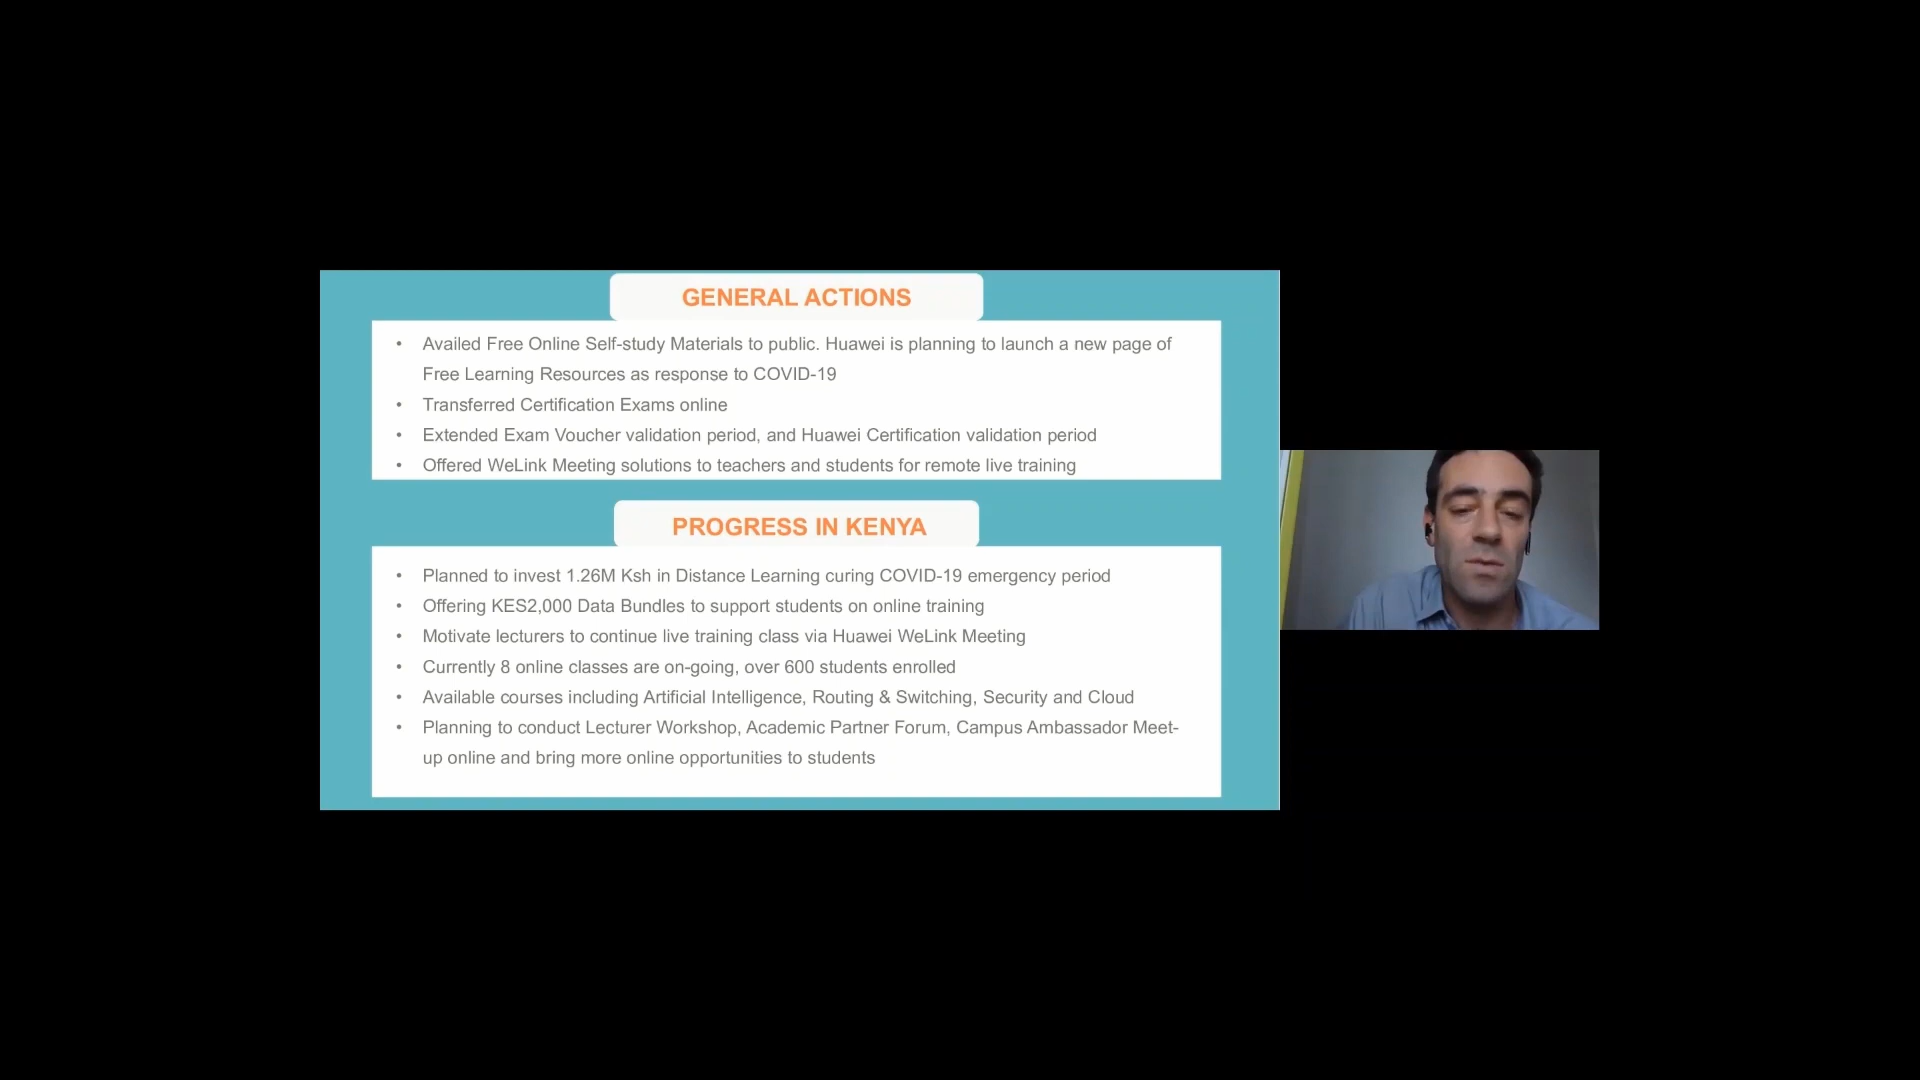 GENERAL ACTIONS
• Availed Free Online Self-study Materials to public. Huawei is planning to launch a new page of
Free Learning Resources as response to COVID-19
• Transferred Certification Exams online
• Extended Exam Voucher validation period, and Huawei Certification validation period
• Offered WeLink Meeting solutions to teachers and students for remote live training
PROGRESS IN KENYA
• Planned to invest 1.26M Ksh in Distance Learning curing COVID-19 emergency period
• Offering KES2,000 Data Bundles to support students on online training
• Motivate lecturers to continue live training class via Huawei WeLink Meeting
• Currently 8 online classes are on-going, over 600 students enrolled
• Available courses including Artificial Intelligence, Routing & Switching, Security and Cloud
• Planning to conduct Lecturer Workshop, Academic Partner Forum, Campus Ambassador Meet-
up online and bring more online opportunities to students